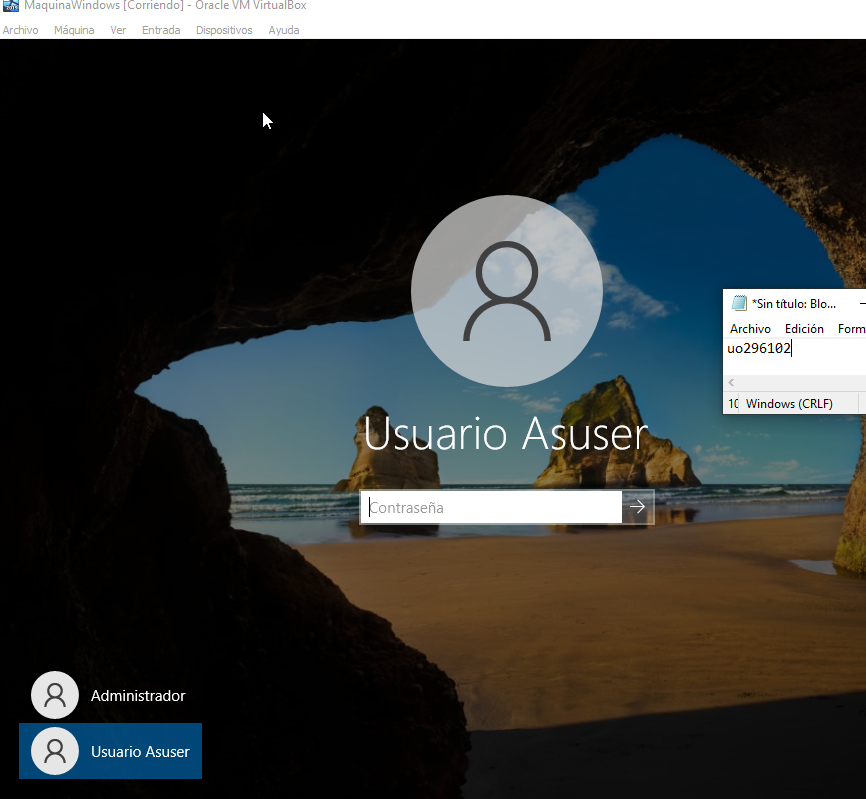 MaquinaWindows [Corriendo] - Oracle VM VirtualBox
Archivo Máquina Ver Entrada Dispositivos Ayuda
*Sin título: Blo...
Archivo Edición Form
uo296102
10 Windows (CRLF)
Usuario Asuser
Contraseña
Administrador
Usuario Asuser